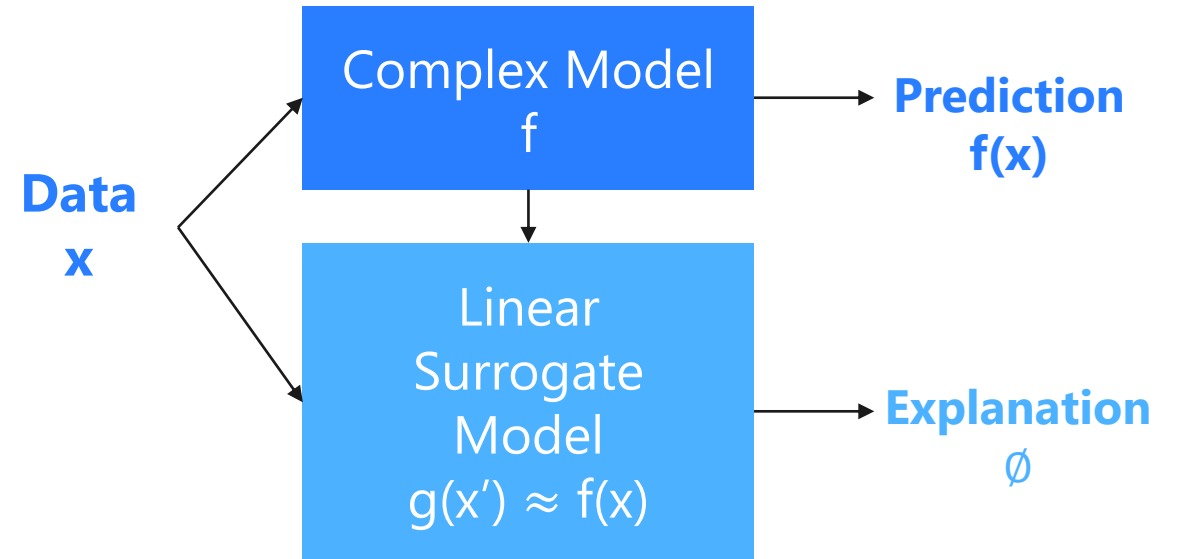 Data
x
Complex Model
f
Prediction
f(x)
Linear
Surrogate
Model
g(x′) ≈ f(x)
Explanation
∅